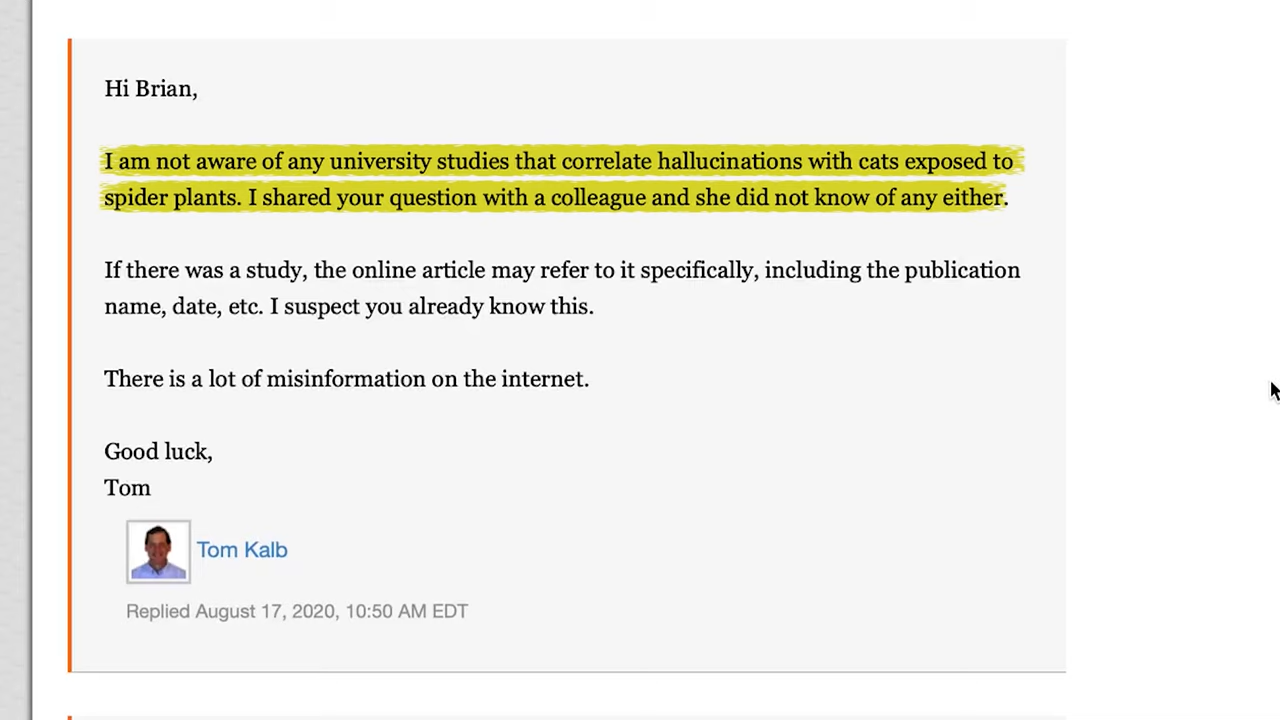 Hi Brian,
I am not aware of any university studies that correlate hallucinations with cats exposed to
spider plants. I shared your question with a colleague and she did not know of any either.
If there was a study, the online article may refer to it specifically, including the publication
name, date, etc. I suspect you already know this.
There is a lot of misinformation on the internet.
Good luck,
Tom
Tom Kalb
Replied August 17, 2020, 10:50 AM EDT